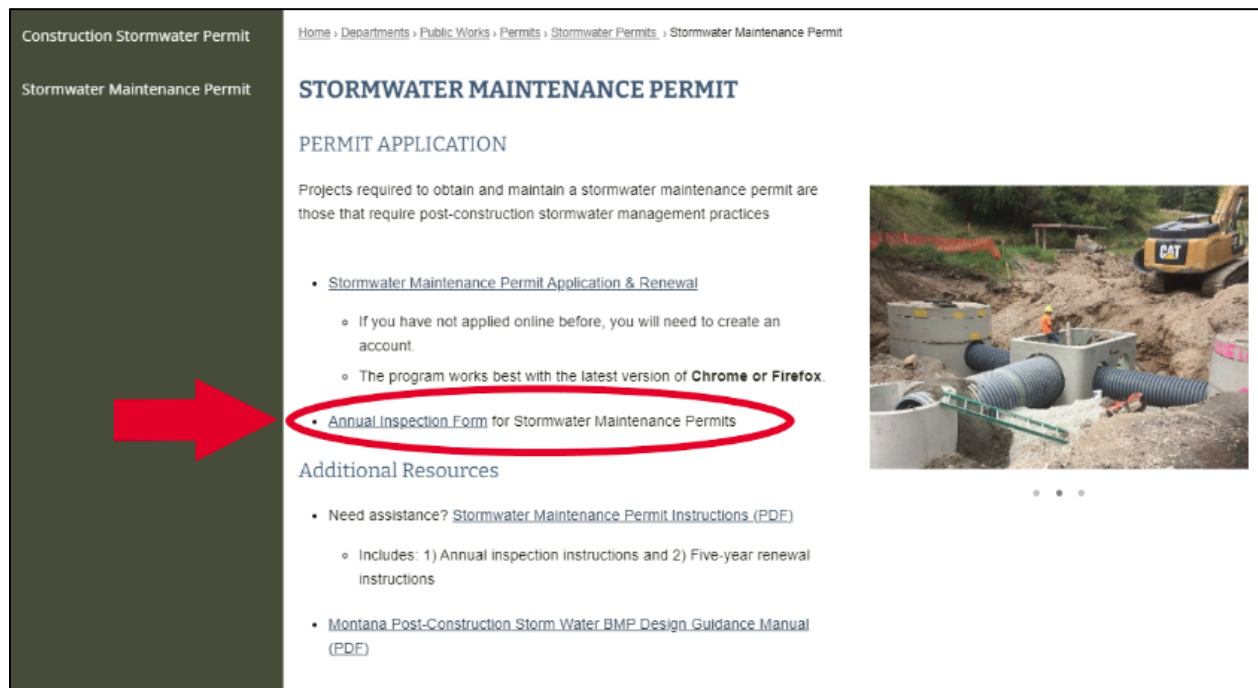 Construction Stormwater Permit
Stormwater Maintenance Permit
Home › Departments › Public Works › Permits › Stormwater Permits › Stormwater Maintenance Permit
STORMWATER MAINTENANCE PERMIT
PERMIT APPLICATION
Projects required to obtain and maintain a stormwater maintenance permit are
those that require post-construction stormwater management practices
• Stormwater Maintenance Permit Application & Renewal
◦ If you have not applied online before, you will need to create an
account.
◦ The program works best with the latest version of Chrome or Firefox.
• Annual Inspection Form for Stormwater Maintenance Permits
Additional Resources
• Need assistance? Stormwater Maintenance Permit Instructions (PDF)
◦ Includes: 1) Annual inspection instructions and 2) Five-year renewal
instructions
• Montana Post-Construction Storm Water BMP Design Guidance Manual
(PDF)
CAT